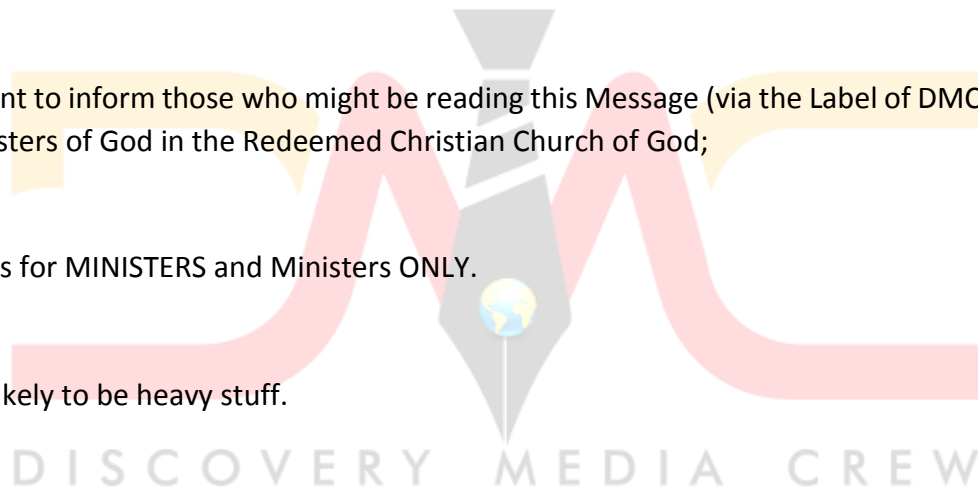 nt to inform those who might be reading this Message (via the Label of DMC
sters of God in the Redeemed Christian Church of God;
s for MINISTERS and Ministers ONLY.
kely to be heavy stuff.
DISCOVERY MEDIA CREW